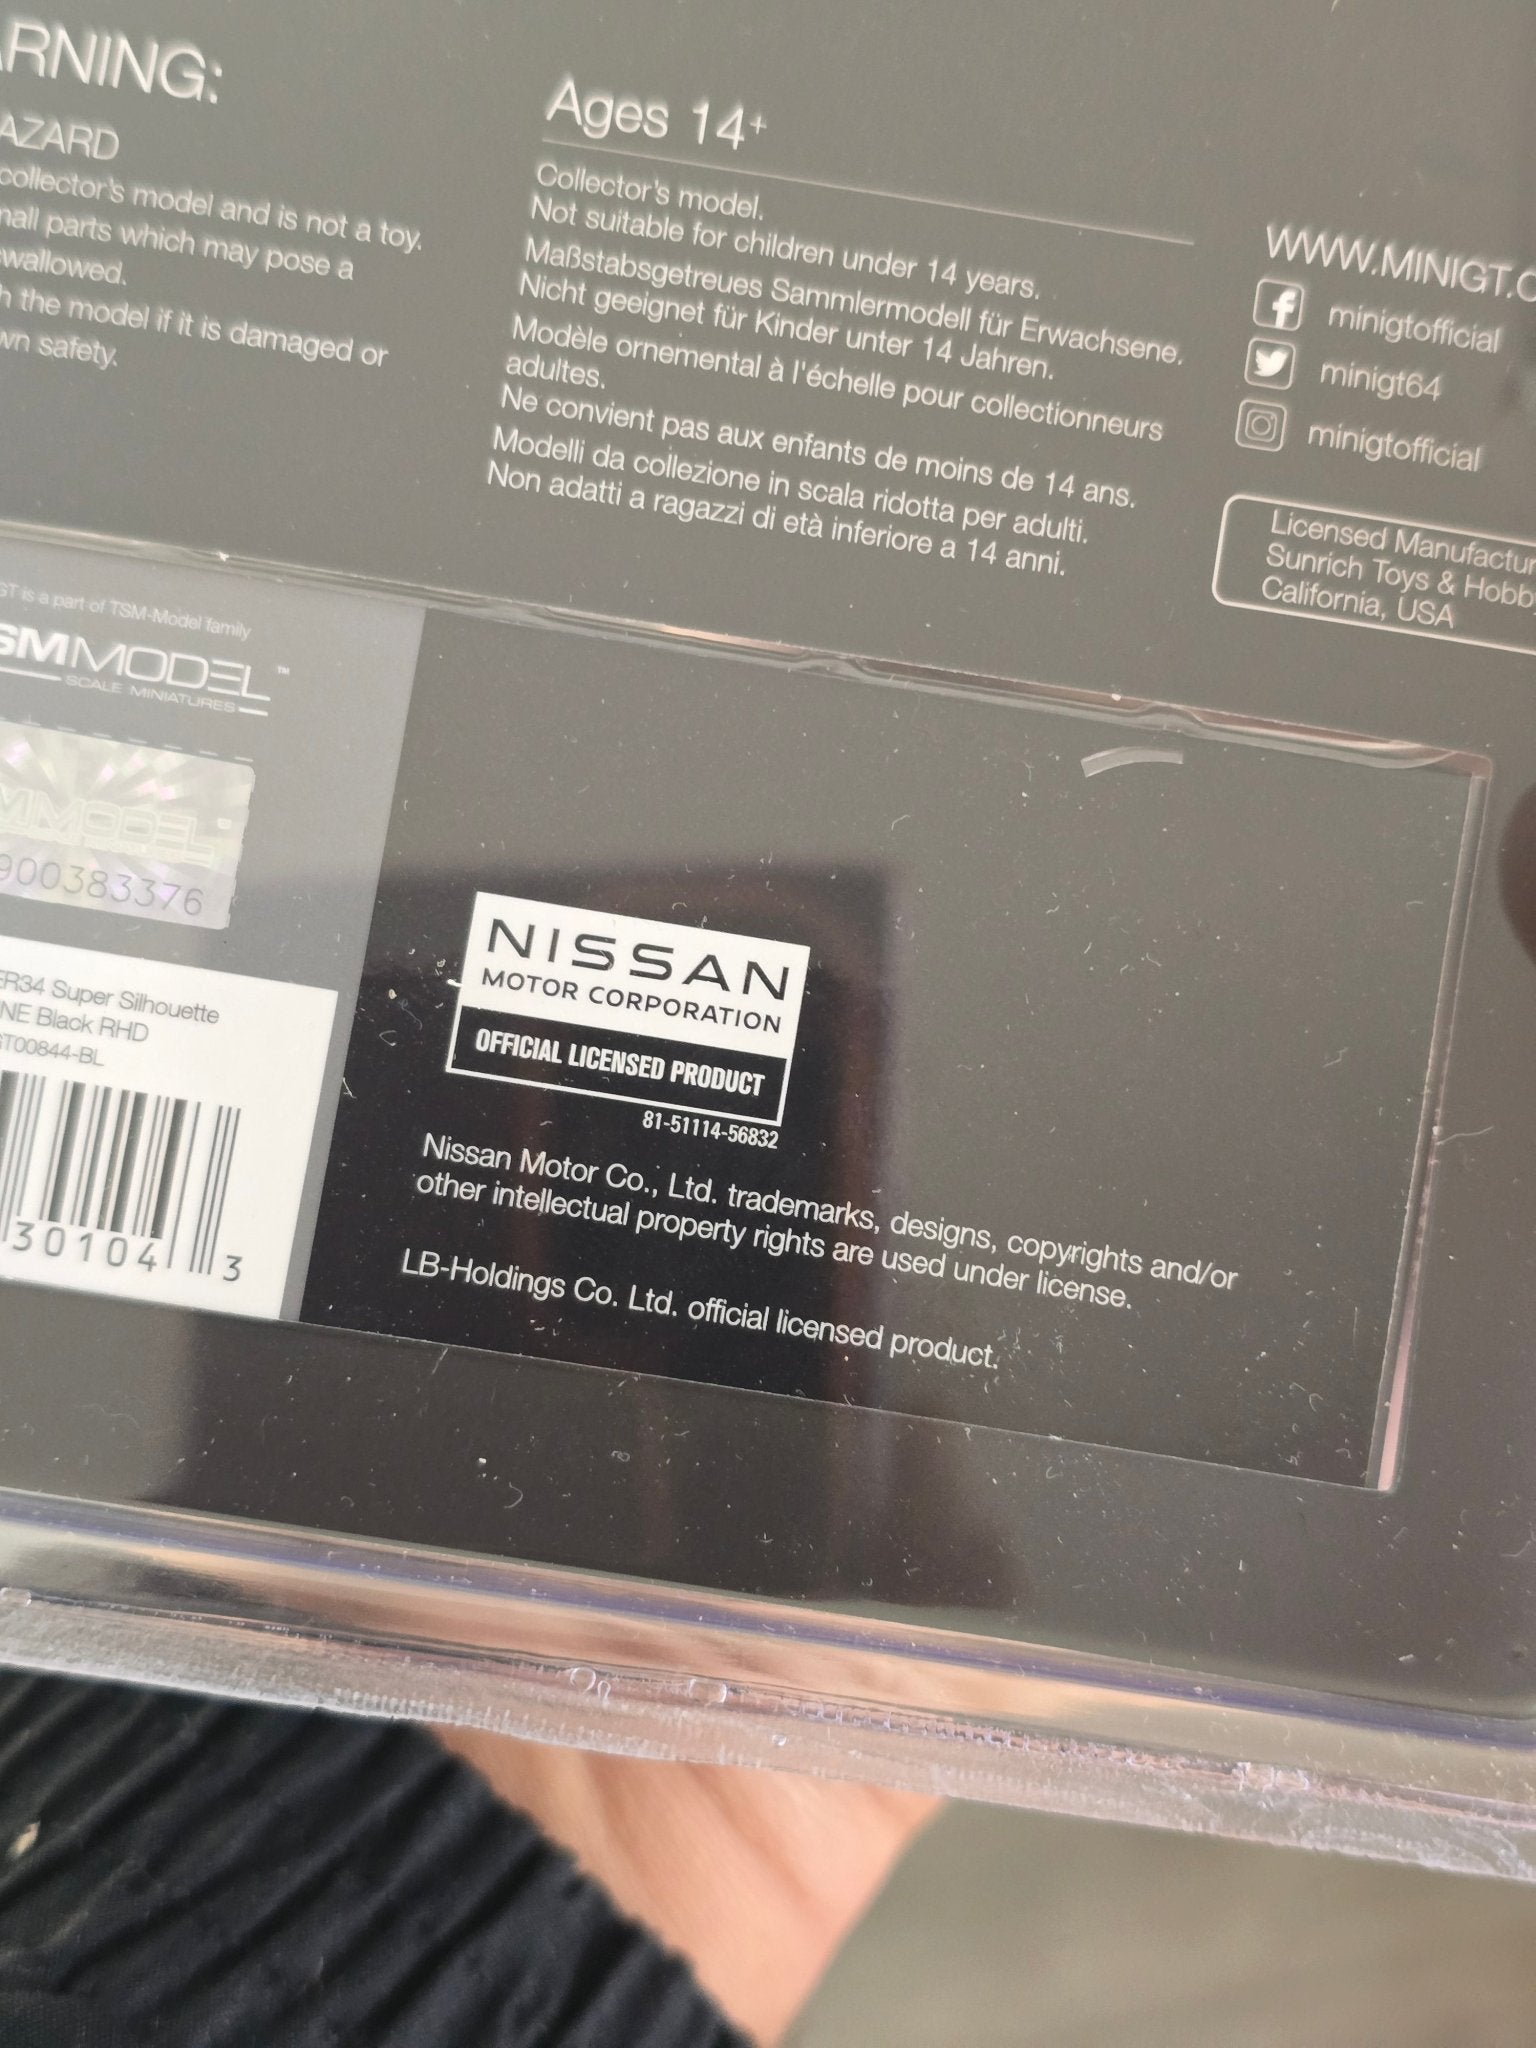 ARNING:
AZARD
collector's model and is not a toy.
mall parts which may pose a
swallowed.
h the model if it is damaged or
wn safety.
Ages 14+
Collector's model.
Not suitable for children under 14 years.
Maßstabsgetreues Sammlermodell für Erwachsene.
Nicht geeignet für Kinder unter 14 Jahren.
Modèle ornemental à l'échelle pour collectionneurs
adultes.
Ne convient pas aux enfants de moins de 14 ans.
Modelli da collezione in scala ridotta per adulti.
Non adatti a ragazzi di età inferiore a 14 anni.
WWW.MINIGT.C
minigtofficial
minigt64
minigtofficial
Licensed Manufactur
Sunrich Toys & Hobby
California, USA
GT is a part of TSM-Model family
SMMODEL™
SCALE MINIATURES
MMODEL
900383376
ER34 Super Silhouette
NE Black RHD
GT00844-BL
30104 3
NISSAN
MOTOR CORPORATION
OFFICIAL LICENSED PRODUCT
81-51114-56832
Nissan Motor Co., Ltd. trademarks, designs, copyrights and/or
other intellectual property rights are used under license.
LB-Holdings Co. Ltd. official licensed product.